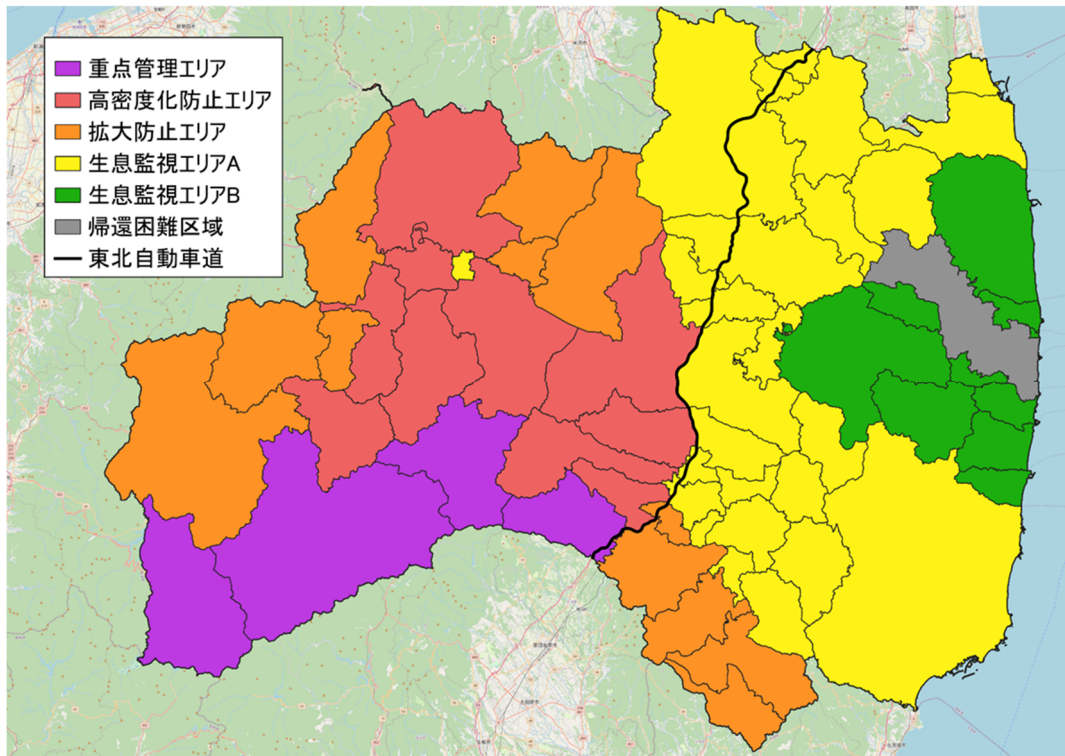 重点管理エリア
高密度化防止エリア
拡大防止エリア
生息監視エリアA
生息監視エリアB
帰還困難区域
東北自動車道